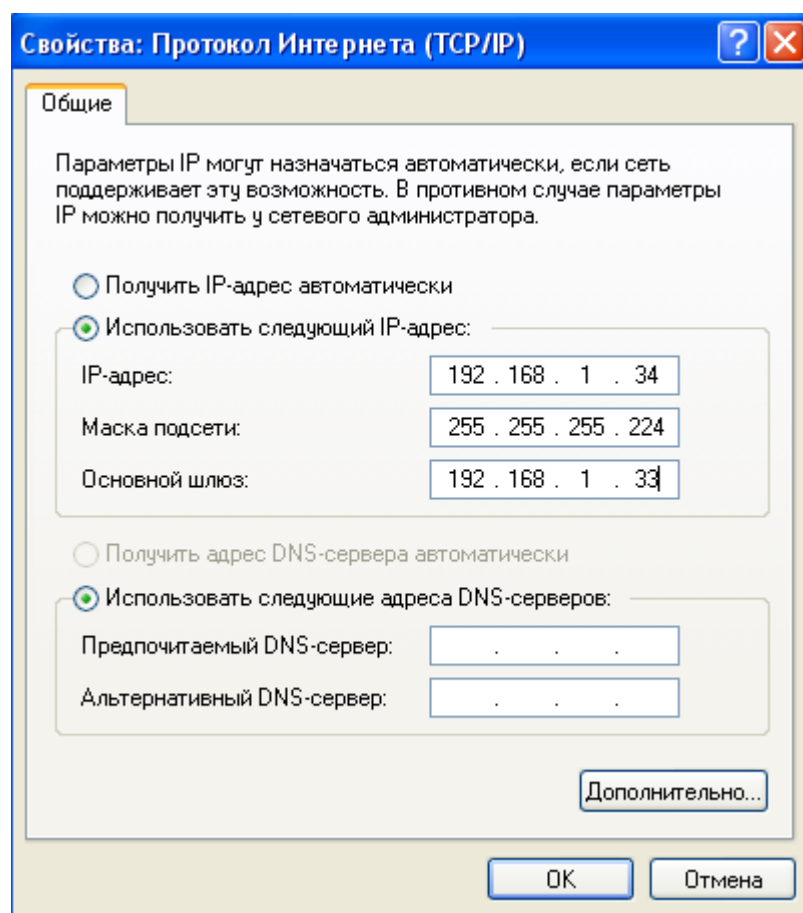 Свойства: Протокол Интернета (TCP/IP)
Общие
Параметры IP могут назначаться автоматически, если сеть
поддерживает эту возможность. В противном случае параметры
IP можно получить у сетевого администратора.
Получить IP-адрес автоматически
Использовать следующий IP-адрес:
IP-адрес: 192 . 168 . 1 . 34
Маска подсети: 255 . 255 . 255 . 224
Основной шлюз: 192 . 168 . 1 . 33
Получить адрес DNS-сервера автоматически
Использовать следующие адреса DNS-серверов:
Предпочитаемый DNS-сервер: . . .
Альтернативный DNS-сервер: . . .
Дополнительно...
OK Отмена